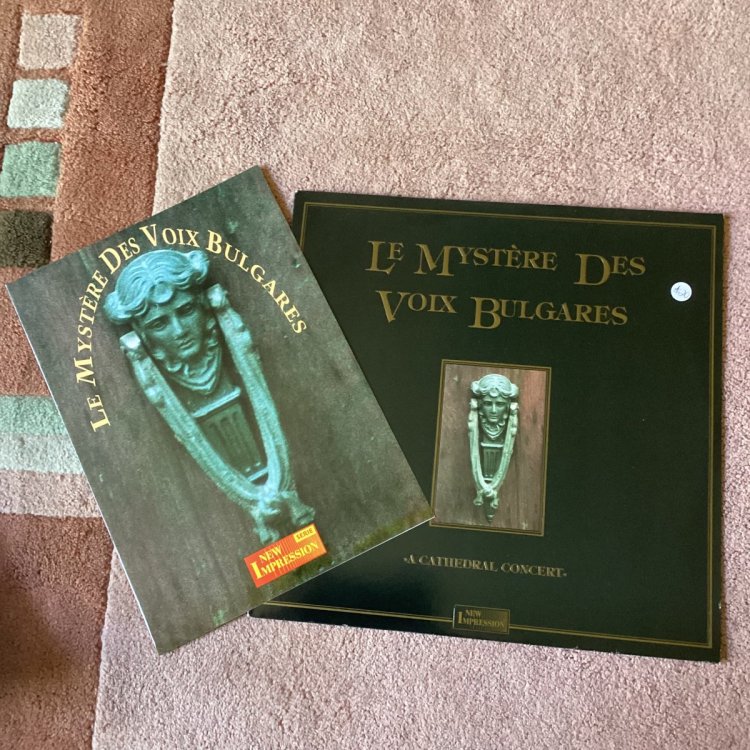 LE MYSTÈRE DES VOIX BULGARES
NEW
IMPRESSION
SERIE
LE MYSTÈRE DES
VOIX BULGARES
-A CATHEDRAL CONCERT-
NEW
IMPRESSION